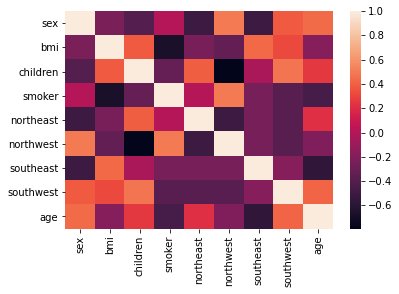 sex
bmi
children
smoker
northeast
northwest
southeast
southwest
age
sex
bmi
children
smoker
northeast
northwest
southeast
southwest
age
1.0
0.8
0.6
0.4
0.2
0.0
−0.2
−0.4
−0.6